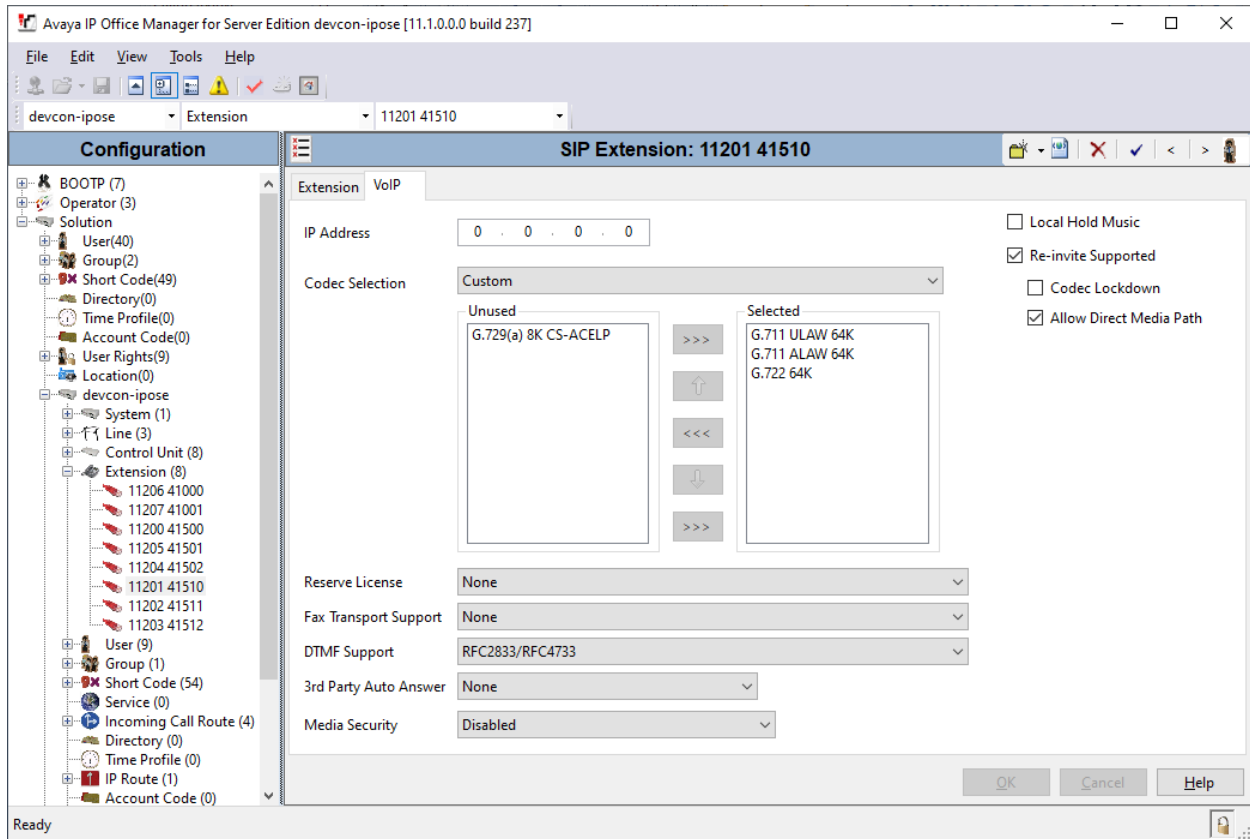 Avaya IP Office Manager for Server Edition devcon-ipose [11.1.0.0.0 build 237]
File Edit View Tools Help
devcon-ipose Extension 11201 41510
Configuration
BOOTP (7)
Operator (3)
Solution
User(40)
Group(2)
Short Code(49)
Directory(0)
Time Profile(0)
Account Code(0)
User Rights(9)
Location(0)
devcon-ipose
System (1)
Line (3)
Control Unit (8)
Extension (8)
11206 41000
11207 41001
11200 41500
11205 41501
11204 41502
11201 41510
11202 41511
11203 41512
User (9)
Group (1)
Short Code (54)
Service (0)
Incoming Call Route (4)
Directory (0)
Time Profile (0)
IP Route (1)
Account Code (0)
SIP Extension: 11201 41510
Extension VoIP
IP Address 0 . 0 . 0 . 0
Codec Selection Custom
Unused
G.729(a) 8K CS-ACELP
>>>
<<<
>>>
Selected
G.711 ULAW 64K
G.711 ALAW 64K
G.722 64K
Reserve License None
Fax Transport Support None
DTMF Support RFC2833/RFC4733
3rd Party Auto Answer None
Media Security Disabled
Local Hold Music
Re-invite Supported
Codec Lockdown
Allow Direct Media Path
OK Cancel Help
Ready